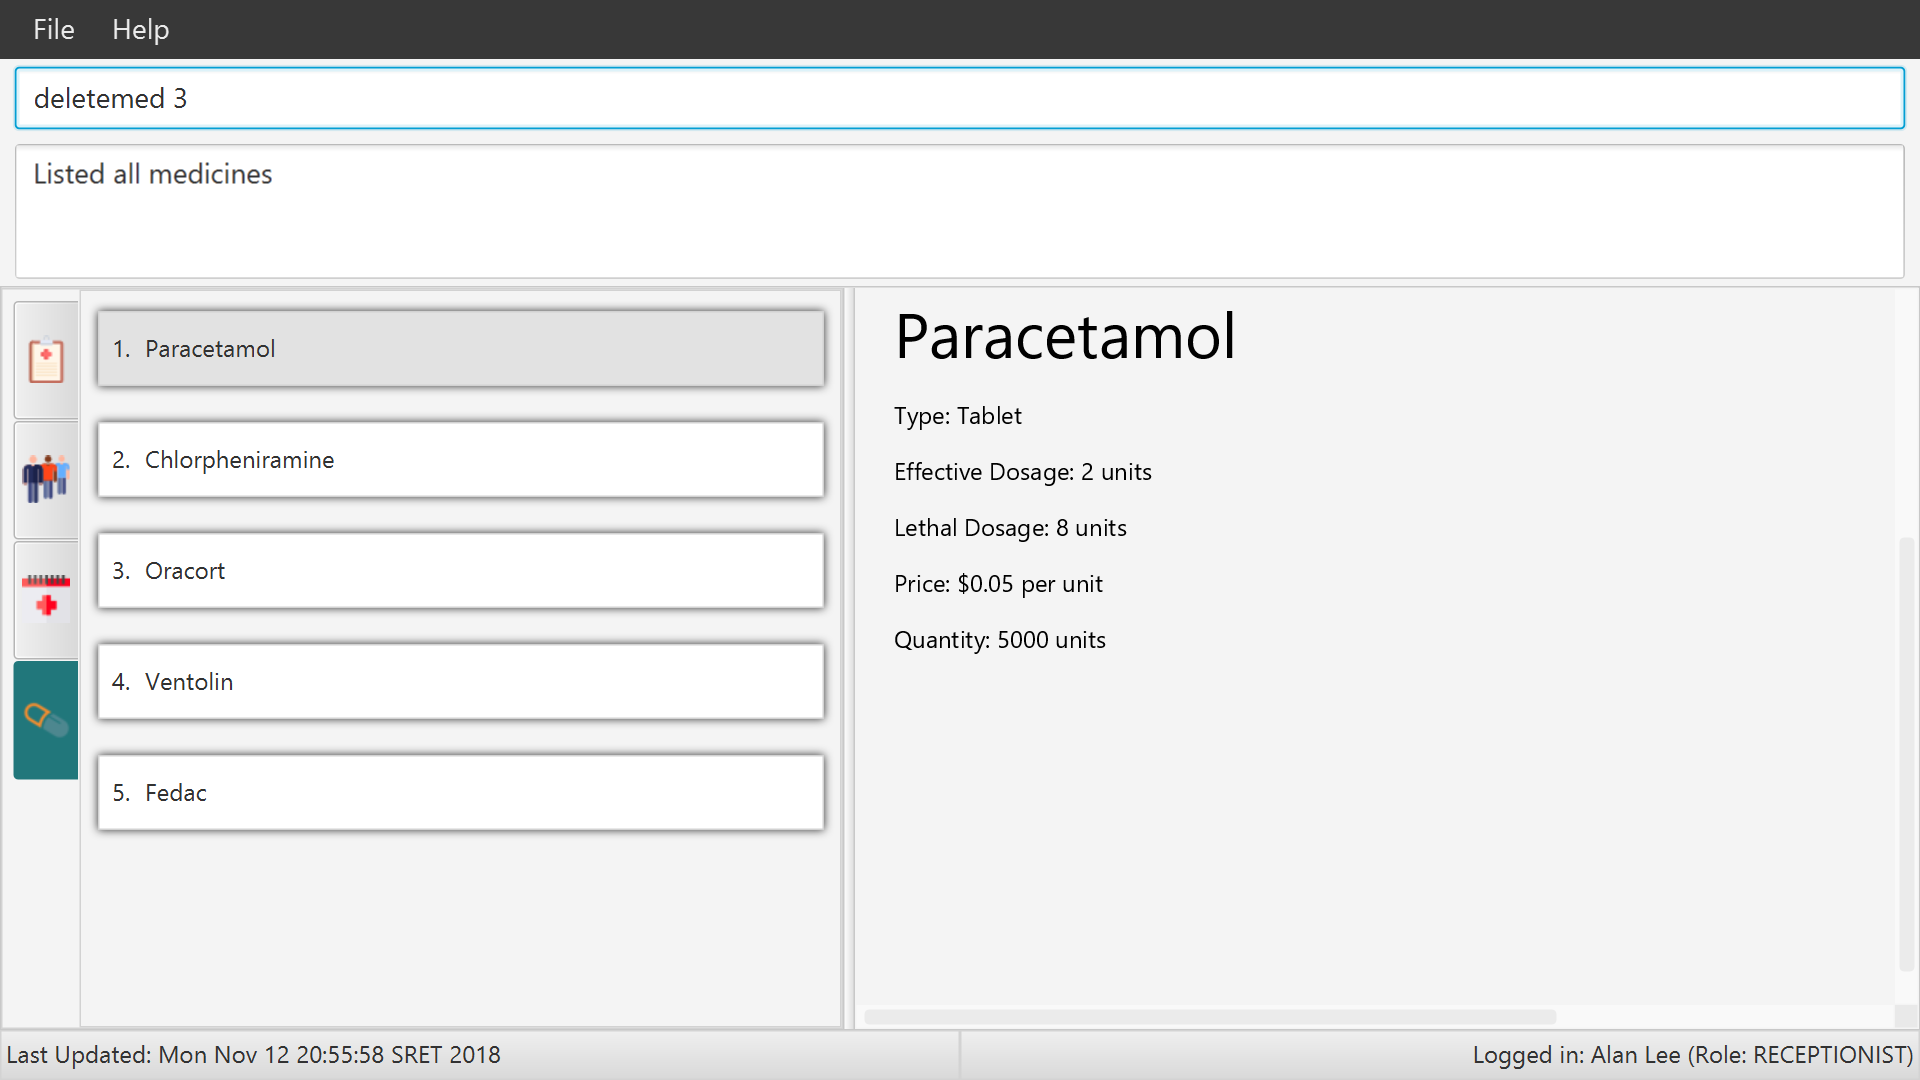 File Help
deletemed 3
Listed all medicines
1. Paracetamol
2. Chlorpheniramine
3. Oracort
4. Ventolin
5. Fedac
Paracetamol
Type: Tablet
Effective Dosage: 2 units
Lethal Dosage: 8 units
Price: $0.05 per unit
Quantity: 5000 units
Last Updated: Mon Nov 12 20:55:58 SRET 2018
Logged in: Alan Lee (Role: RECEPTIONIST)